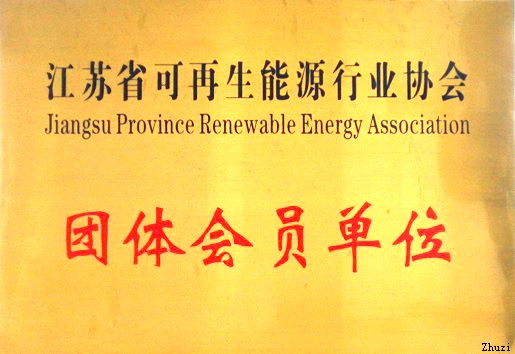 江苏省可再生能源行业协会
Jiangsu Province Renewable Energy Association
团体会员单位
Zhuzi